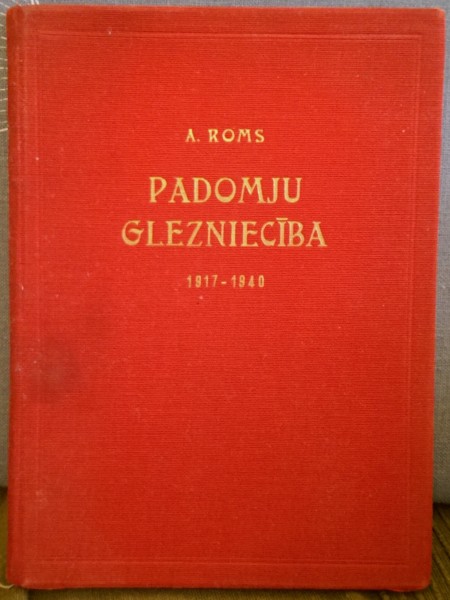 A. ROMS
PADOMJU
GLEZNIECĪBA
1917-1940